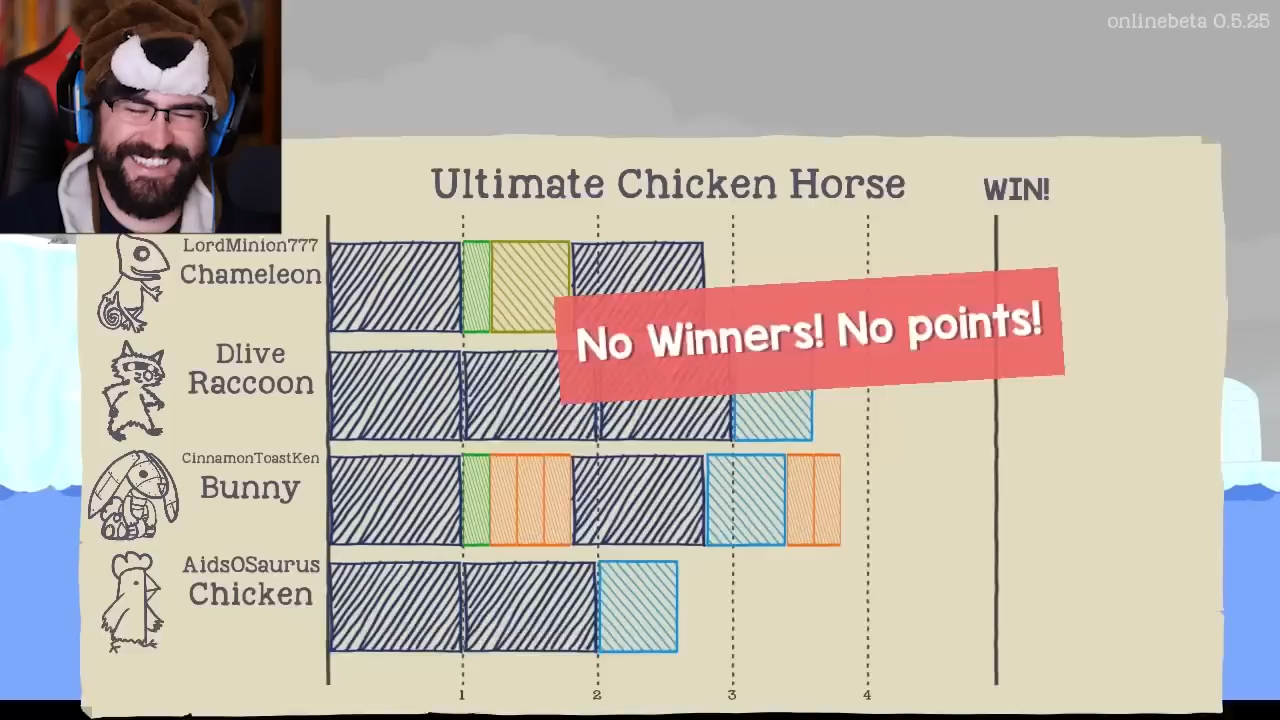 onlinebeta 0.5.25
Ultimate Chicken Horse
WIN!
LordMinion777
Chameleon
No Winners! No points!
Dlive
Raccoon
CinnamonToastKen
Bunny
AidsOSaurus
Chicken
1 2 3 4